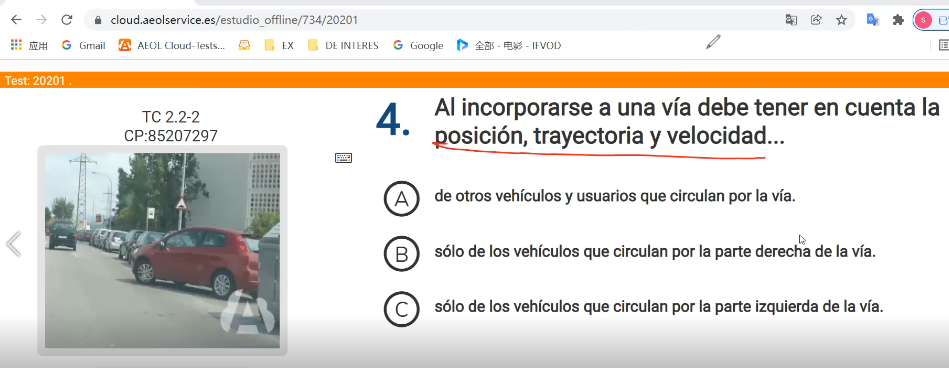 cloud.aeolservice.es/estudio_offline/734/20201
应用 Gmail AEOL Cloud-Tests... EX DE INTERES Google 全部 - 电影 - IFVOD
Test: 20201 .
TC 2.2-2
CP:85207297
4. Al incorporarse a una vía debe tener en cuenta la
posición, trayectoria y velocidad...
A de otros vehículos y usuarios que circulan por la vía.
B sólo de los vehículos que circulan por la parte derecha de la vía.
C sólo de los vehículos que circulan por la parte izquierda de la vía.